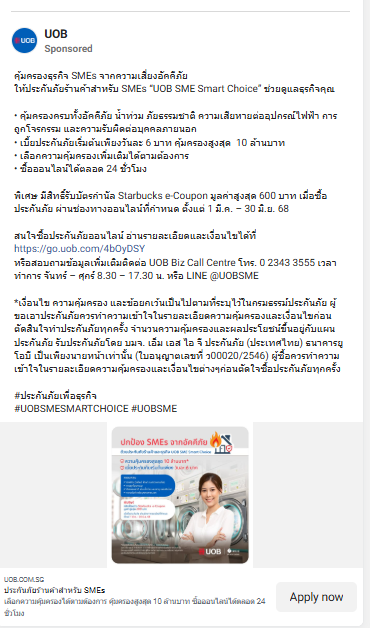 UOB
Sponsored
คุ้มครองธุรกิจ SMEs จากความเสี่ยงอัคคีภัย
ให้ประกันภัยร้านค้าสำหรับ SMEs "UOB SME Smart Choice" ช่วยดูแลธุรกิจคุณ
• คุ้มครองครบทั้งอัคคีภัย น้ำท่วม ภัยธรรมชาติ ความเสียหายต่ออุปกรณ์ไฟฟ้า การ
ถูกโจรกรรม และความรับผิดต่อบุคคลภายนอก
• เบี้ยประกันภัยเริ่มต้นเพียงวันละ 6 บาท คุ้มครองสูงสุด 10 ล้านบาท
• เลือกความคุ้มครองเพิ่มเติมได้ตามต้องการ
• ซื้อออนไลน์ได้ตลอด 24 ชั่วโมง
พิเศษ มีสิทธิ์รับบัตรกำนัล Starbucks e-Coupon มูลค่าสูงสุด 600 บาท เมื่อซื้อ
ประกันภัย ผ่านช่องทางออนไลน์ที่กำหนด ตั้งแต่ 1 มี.ค. – 30 มิ.ย. 68
สนใจซื้อประกันภัยออนไลน์ อ่านรายละเอียดและเงื่อนไขได้ที่
https://go.uob.com/4bOyDSY
หรือสอบถามข้อมูลเพิ่มเติมติดต่อ UOB Biz Call Centre โทร. 0 2343 3555 เวลา
ทำการ จันทร์ – ศุกร์ 8.30 – 17.30 น. หรือ LINE @UOBSME
*เงื่อนไข ความคุ้มครอง และข้อยกเว้นเป็นไปตามที่ระบุไว้ในกรมธรรม์ประกันภัย ผู้
ขอเอาประกันภัยควรทำความเข้าใจในรายละเอียดความคุ้มครองและเงื่อนไขก่อน
ตัดสินใจทำประกันภัยทุกครั้ง จำนวนความคุ้มครองและผลประโยชน์ขึ้นอยู่กับแผน
ประกันภัย รับประกันภัยโดย บมจ. เอ็ม เอส ไอ จี ประกันภัย (ประเทศไทย) ธนาคารยู
โอบี เป็นเพียงนายหน้าเท่านั้น (ใบอนุญาตเลขที่ ว00020/2546) ผู้ซื้อควรทำความ
เข้าใจในรายละเอียดความคุ้มครองและเงื่อนไขต่างๆก่อนตัดใจซื้อประกันภัยทุกครั้ง
#ประกันภัยเพื่อธุรกิจ
#UOBSMESMARTCHOICE #UOBSME
ปกป้อง SMEs จากอัคคีภัย
UOB
UOB.COM.SG
ประกันภัยร้านค้าสำหรับ SMEs
เลือกความคุ้มครองได้ตามต้องการ คุ้มครองสูงสุด 10 ล้านบาท ซื้อออนไลน์ได้ตลอด 24
ชั่วโมง
Apply now